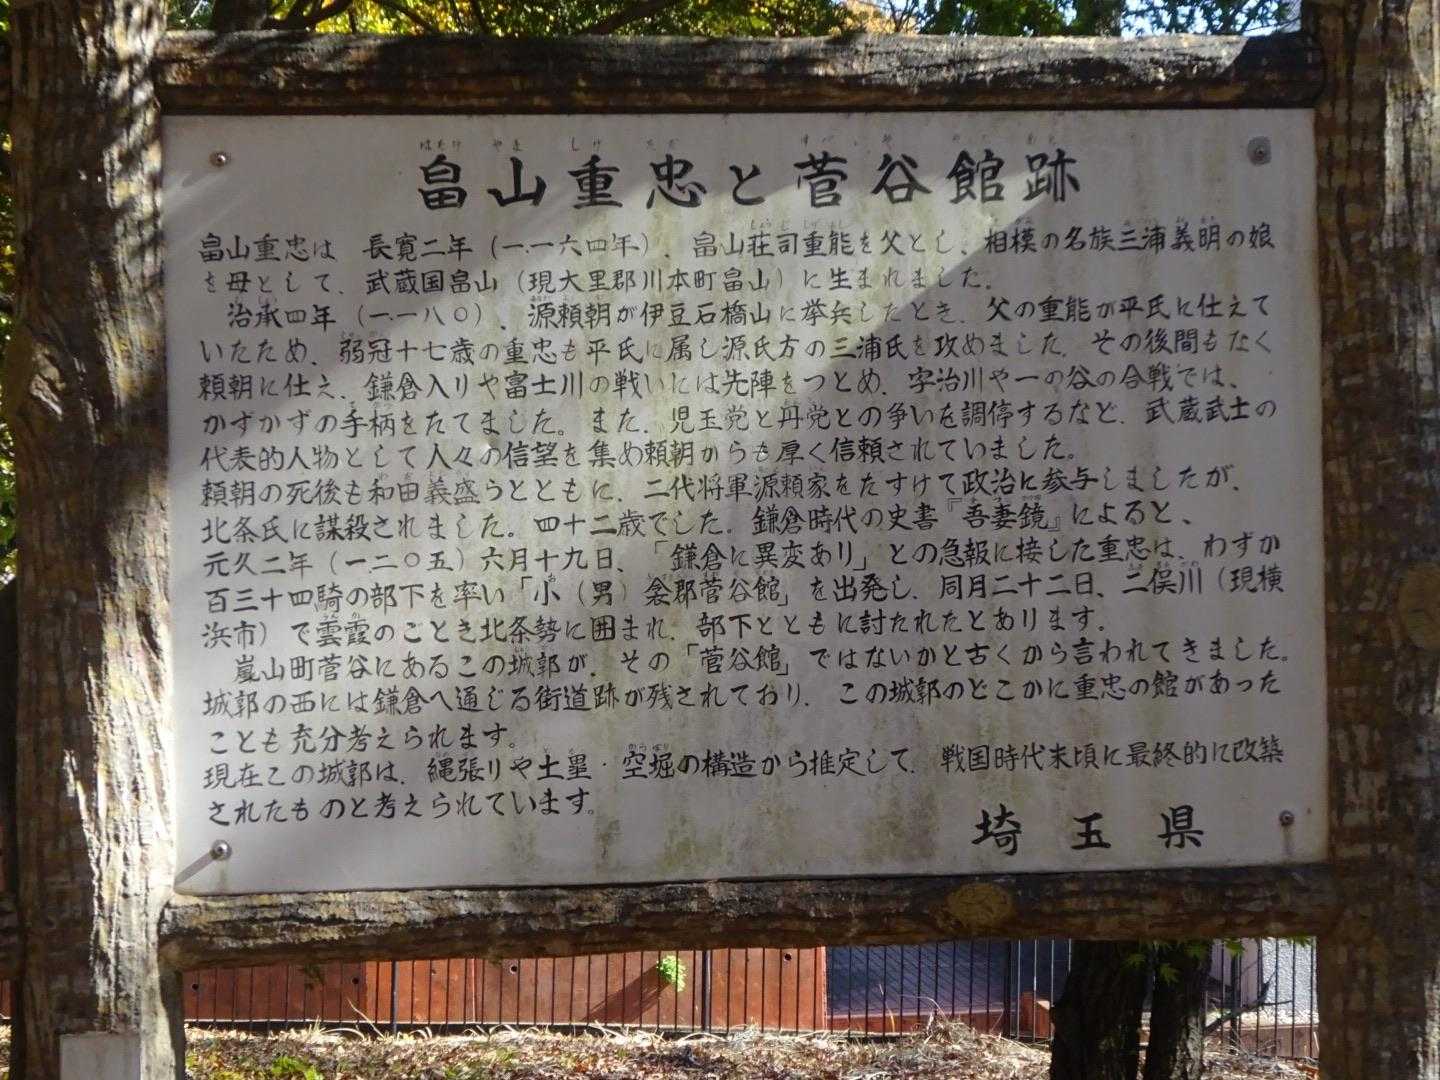 畠山重忠と菅谷館跡
畠山重忠は、長寛二年（一一六四年）、畠山荘司重能を父とし、相模の名族三浦義明の娘
を母として、武蔵国畠山（現大里郡川本町畠山）に生まれました。
治承四年（一一八〇）、源頼朝が伊豆石橋山に挙兵したとき、父の重能が平氏に仕えて
いたため、弱冠十七歳の重忠も平氏に属し源氏方の三浦氏を攻めました。その後間もなく
頼朝に仕え、鎌倉入りや富士川の戦いには先陣をつとめ、宇治川や一の谷の合戦では、
かずかずの手柄をたてました。また、児玉党と丹党との争いを調停するなど、武蔵武士の
代表的人物として人々の信望を集め頼朝からも厚く信頼されていました。
頼朝の死後も和田義盛うとともに、二代将軍源頼家をたすけて政治に参与しましたが、
北条氏に謀殺されました。四十二歳でした。鎌倉時代の史書『吾妻鏡』によると、
元久二年（一二〇五）六月十九日、「鎌倉に異変あり」との急報に接した重忠は、わずか
百三十四騎の部下を率い「小（男）衾郡菅谷館」を出発し、同月二十二日、二俣川（現横
浜市）で雲霞のごとき北条勢に囲まれ、部下とともに討たれたとあります。
嵐山町菅谷にあるこの城郭が、その「菅谷館」ではないかと古くから言われてきました。
城郭の西には鎌倉へ通じる街道跡が残されており、この城郭のどこかに重忠の館があった
ことも充分考えられます。
現在この城郭は、縄張りや土塁・空堀の構造から推定して、戦国時代末頃に最終的に改築
されたものと考えられています。
埼玉県